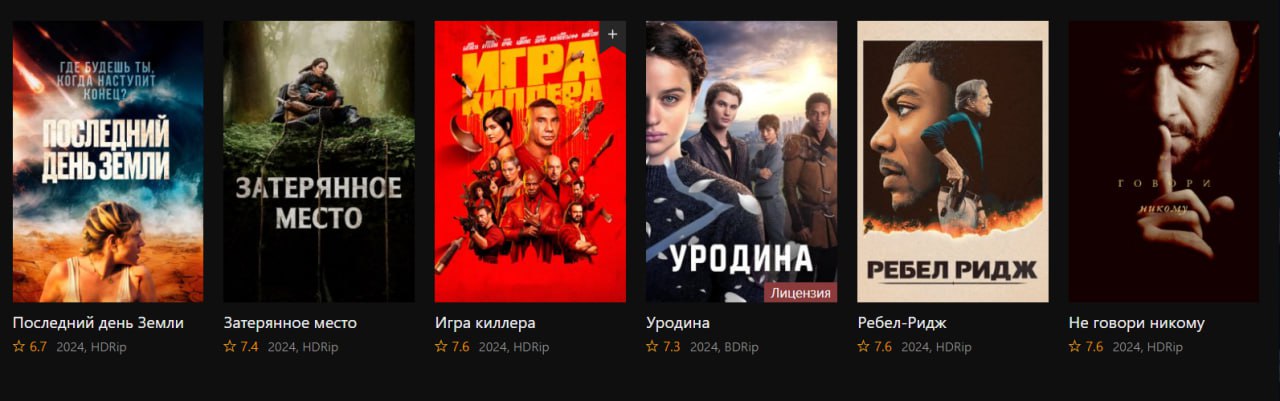 ГДЕ БУДЕШЬ ТЫ,
КОГДА НАСТУПИТ
КОНЕЦ?
ПОСЛЕДНИЙ
ДЕНЬ ЗЕМЛИ
ЗАТЕРЯННОЕ
МЕСТО
+
ИГРА
КИЛЛЕРА
УРОДИНА
Лицензия
РЕБЕЛ РИДЖ
ГОВОРИ
никому
Последний день Земли
6.7 2024, HDRip
Затерянное место
7.4 2024, HDRip
Игра киллера
7.6 2024, HDRip
Уродина
7.3 2024, BDRip
Ребел-Ридж
7.6 2024, HDRip
Не говори никому
7.6 2024, HDRip